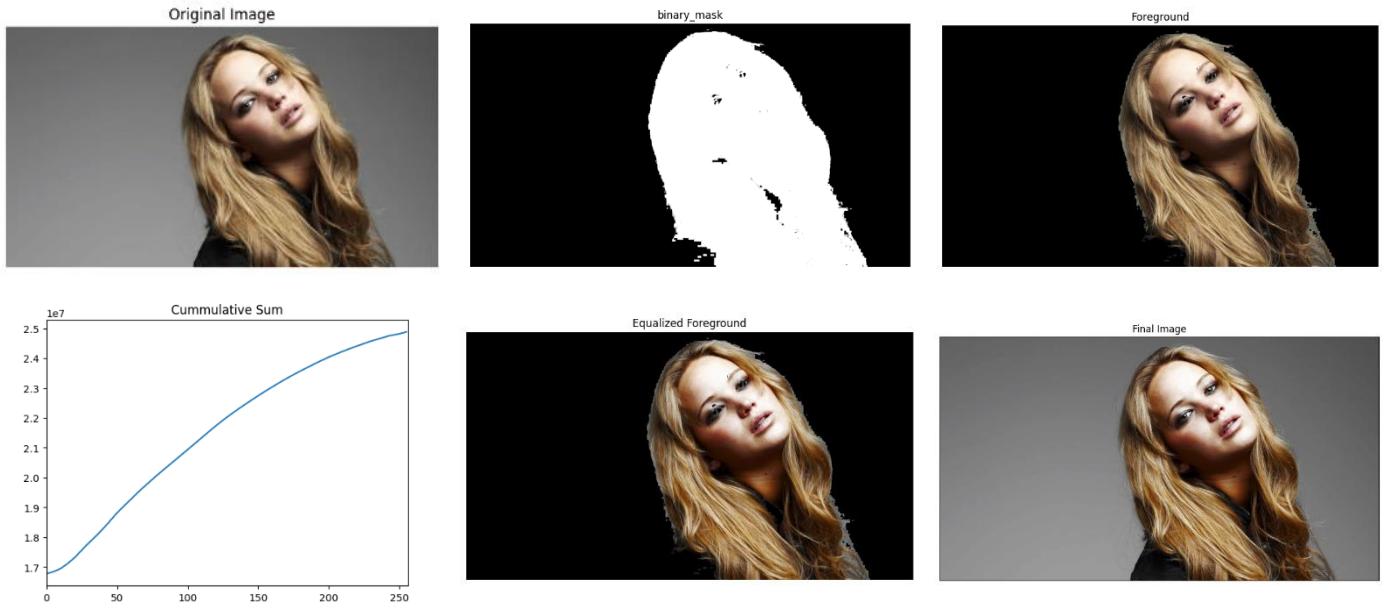 Original Image
binary_mask
Foreground
Cummulative Sum
1e7
2.5
2.4
2.3
2.2
2.1
2.0
1.9
1.8
1.7
0 50 100 150 200 250
Equalized Foreground
Final Image